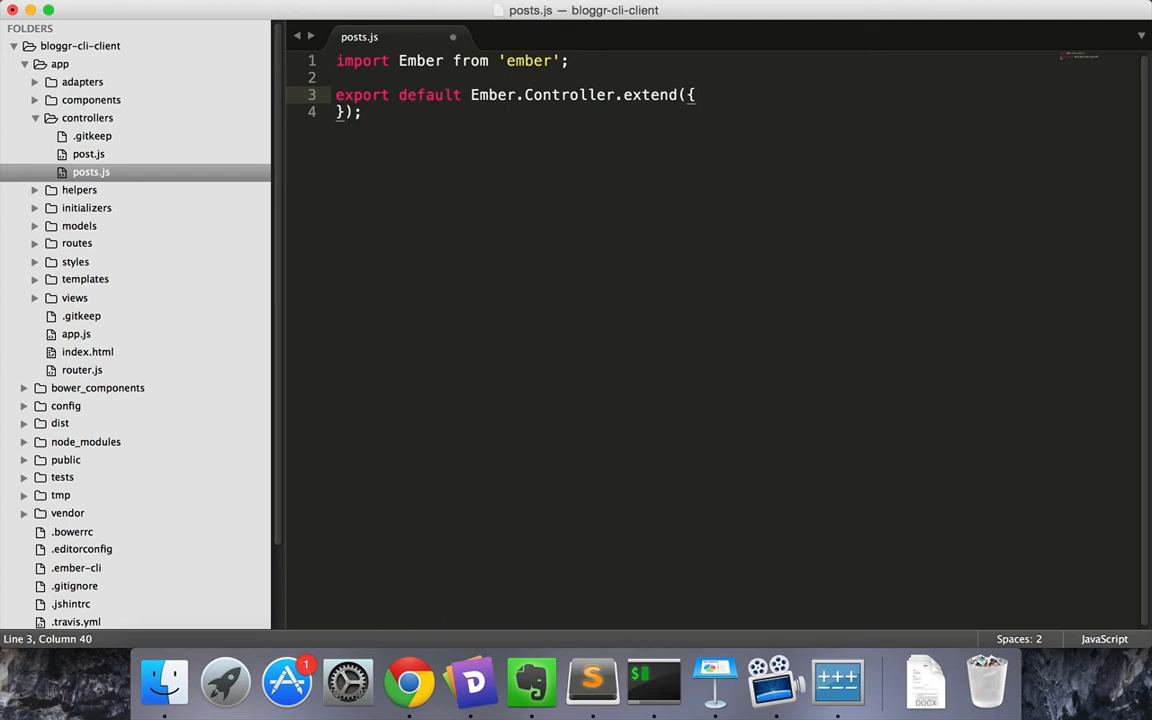 posts.js — bloggr-cli-client
FOLDERS
bloggr-cli-client
app
adapters
components
controllers
.gitkeep
post.js
posts.js
helpers
initializers
models
routes
styles
templates
views
.gitkeep
app.js
index.html
router.js
bower_components
config
dist
node_modules
public
tests
tmp
vendor
.bowerrc
.editorconfig
.ember-cli
.gitignore
.jshintrc
.travis.yml
posts.js
1 import Ember from 'ember';
2
3 export default Ember.Controller.extend({
4 });
Line 3, Column 40
Spaces: 2
JavaScript
1
D
S
$
+++
DOCX